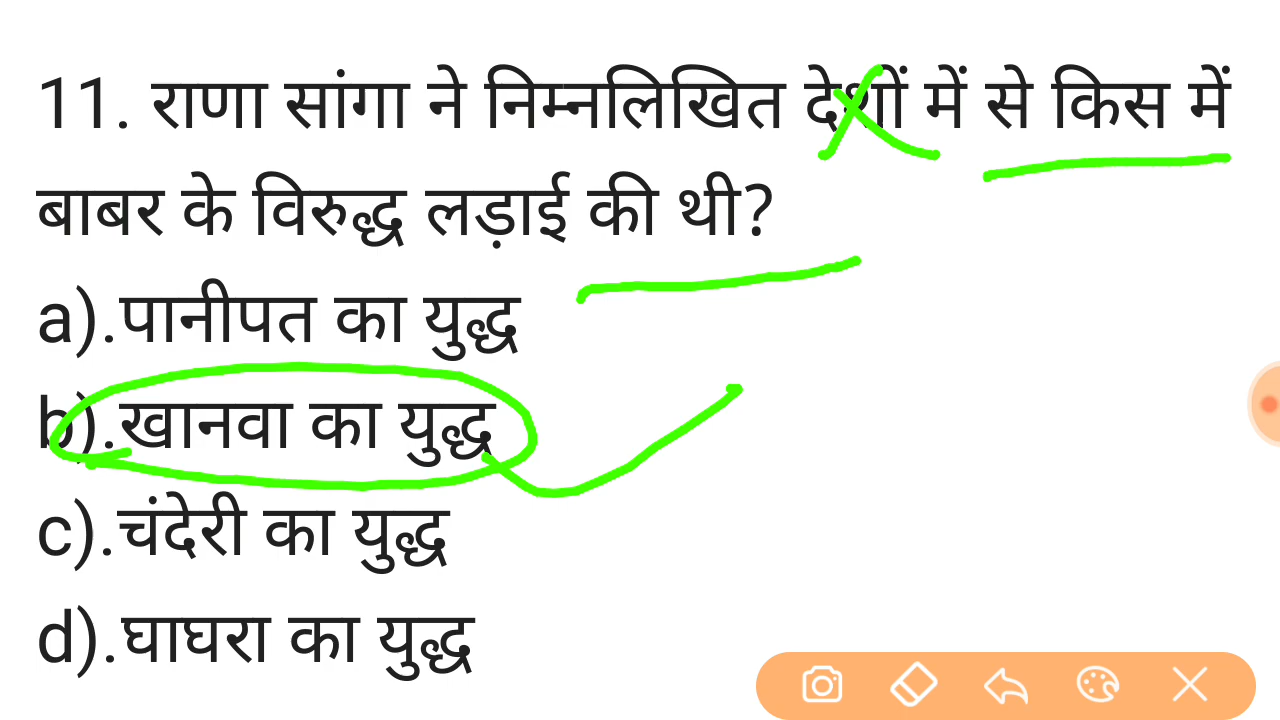 11. राणा सांगा ने निम्नलिखित देशों में से किस में
बाबर के विरुद्ध लड़ाई की थी?
a).पानीपत का युद्ध
b).खानवा का युद्ध
c).चंदेरी का युद्ध
d).घाघरा का युद्ध